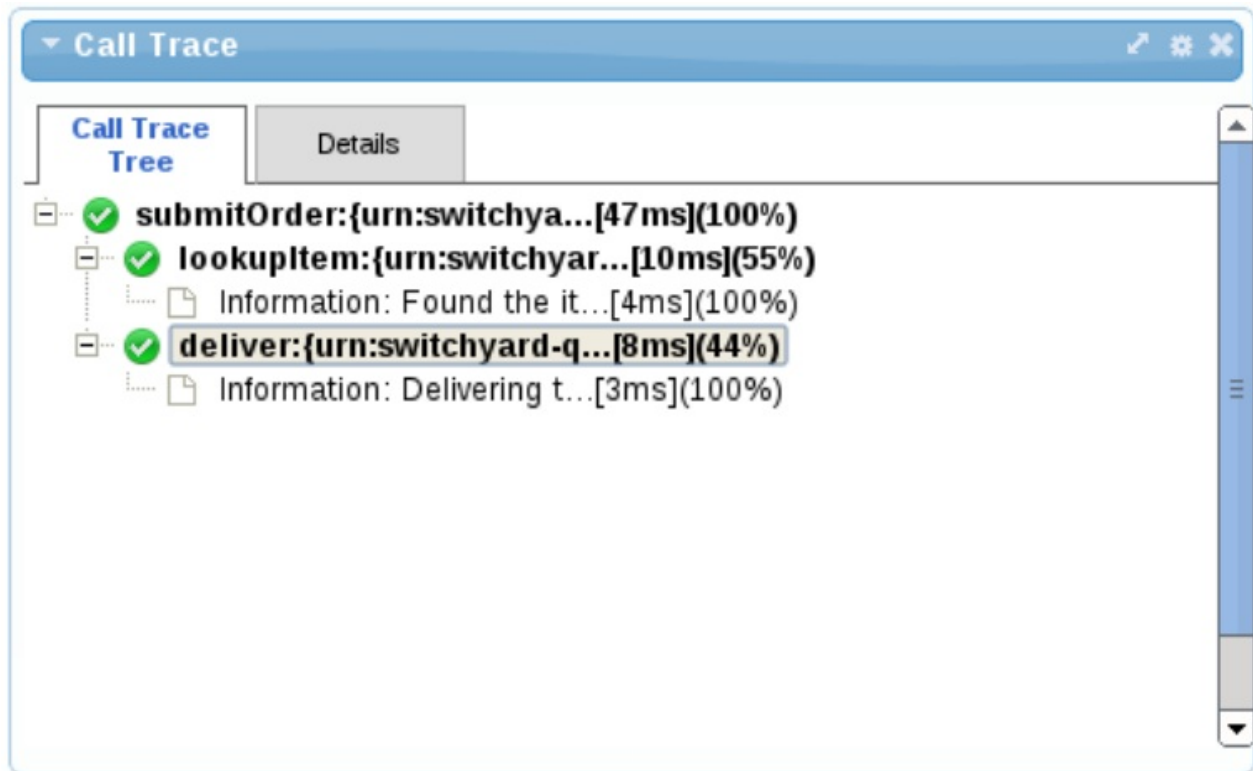 Call Trace
Call Trace
Tree
Details
submitOrder:{urn:switchya...[47ms](100%)
lookupItem:{urn:switchyar...[10ms](55%)
Information: Found the it...[4ms](100%)
deliver:{urn:switchyard-q...[8ms](44%)
Information: Delivering t...[3ms](100%)